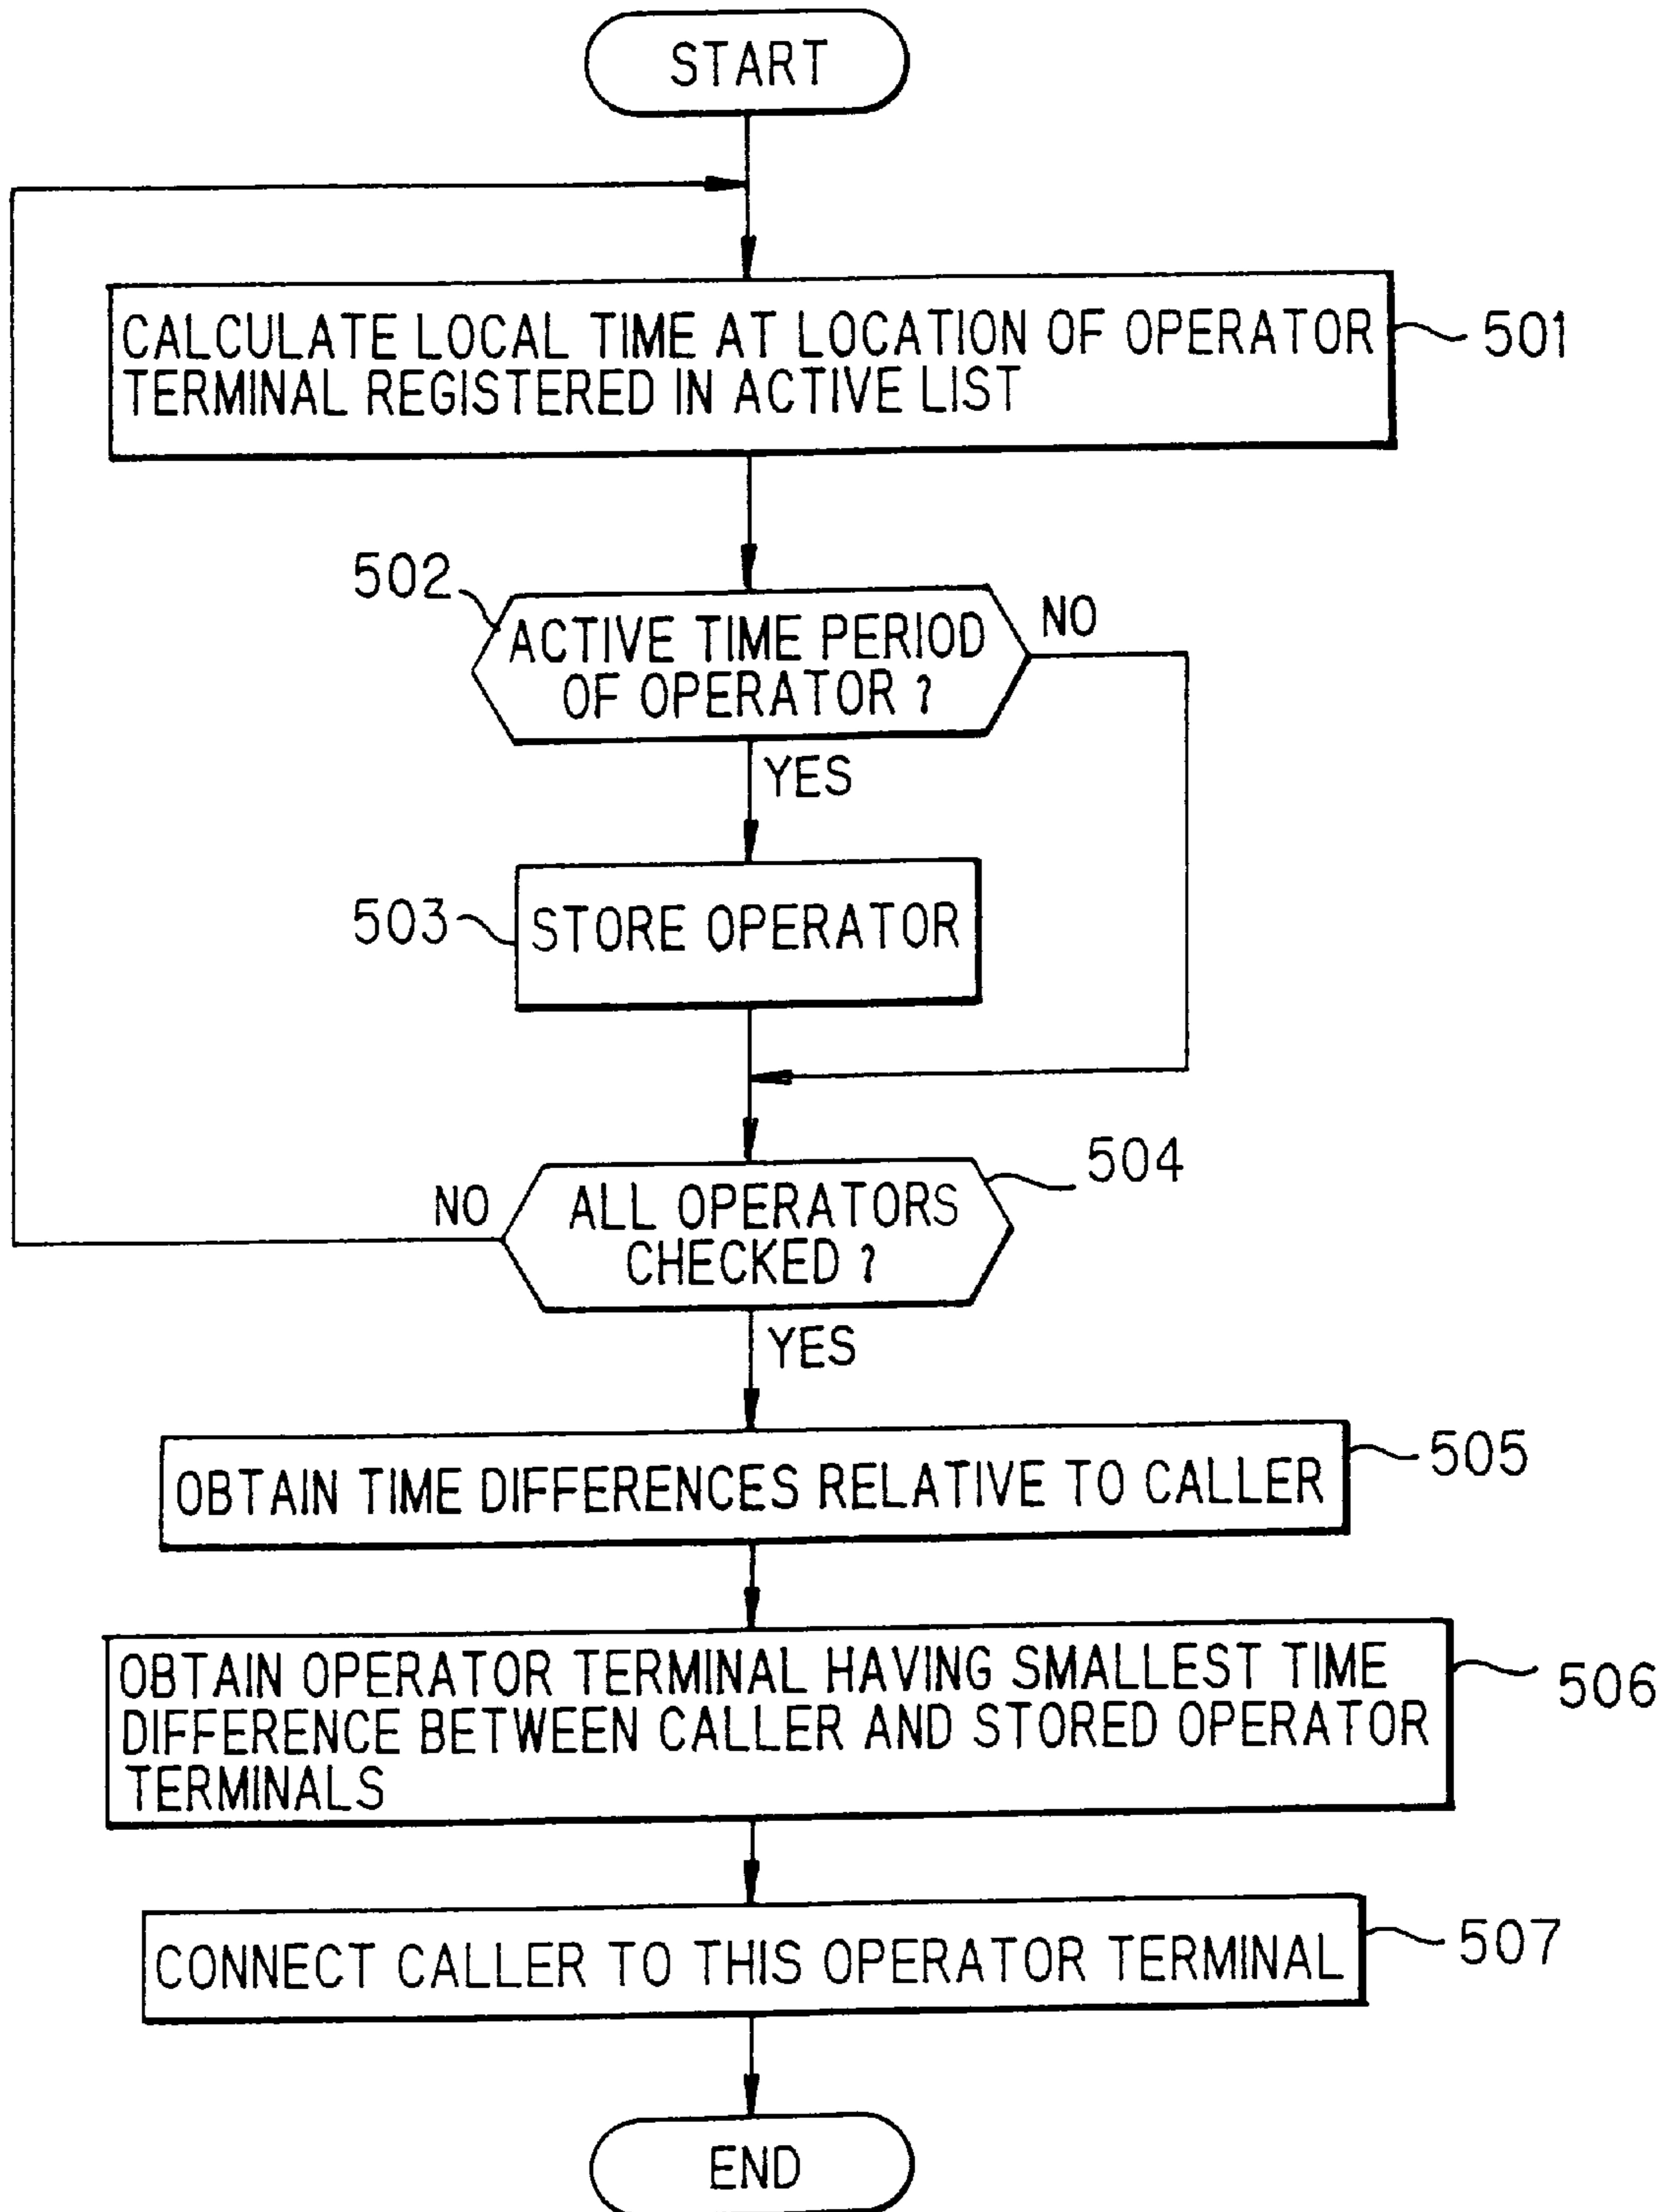 START
CALCULATE LOCAL TIME AT LOCATION OF OPERATOR
TERMINAL REGISTERED IN ACTIVE LIST
501
502
ACTIVE TIME PERIOD
OF OPERATOR ?
NO
YES
503
STORE OPERATOR
504
NO
ALL OPERATORS
CHECKED ?
YES
505
OBTAIN TIME DIFFERENCES RELATIVE TO CALLER
OBTAIN OPERATOR TERMINAL HAVING SMALLEST TIME
DIFFERENCE BETWEEN CALLER AND STORED OPERATOR
TERMINALS
506
CONNECT CALLER TO THIS OPERATOR TERMINAL
507
END